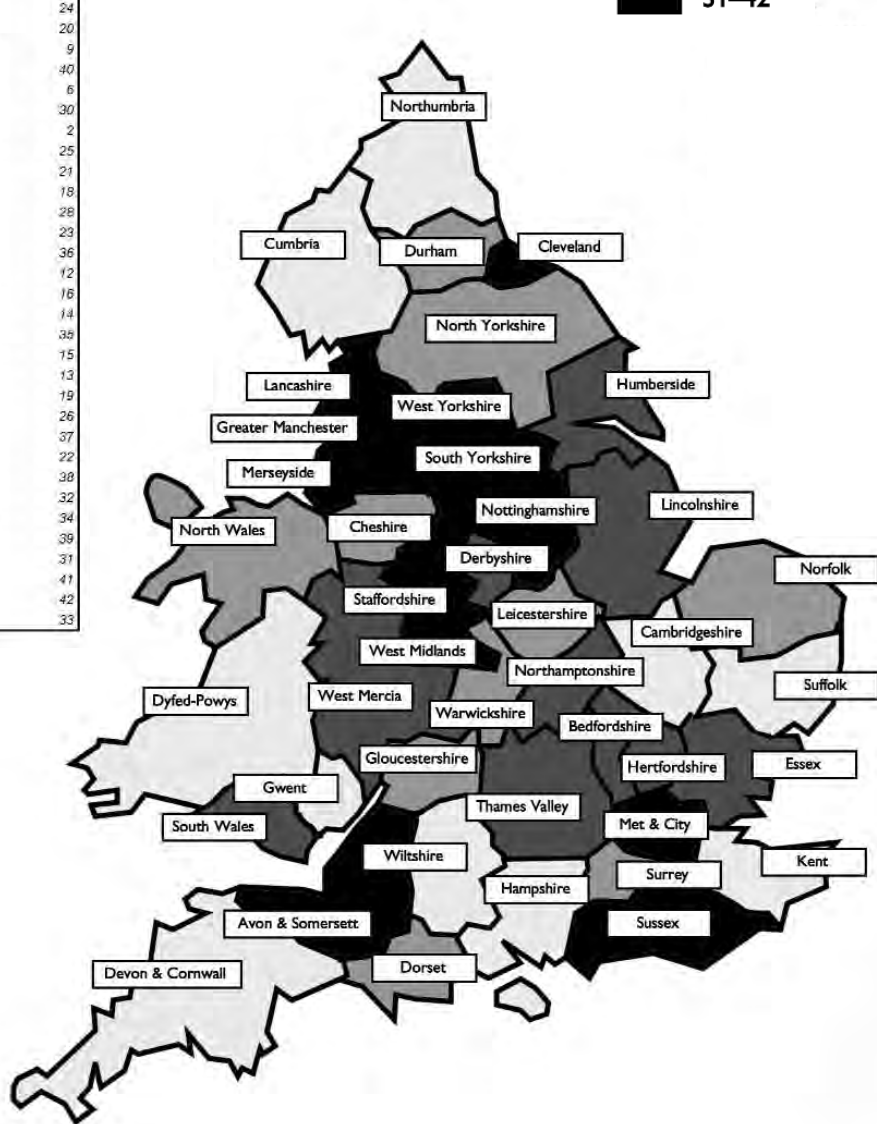 24
20
9
40
6
30
2
25
21
18
28
23
36
12
16
14
35
15
13
19
26
37
22
38
32
34
39
31
41
42
33
31–42
Northumbria
Cumbria
Durham
Cleveland
North Yorkshire
Lancashire
Humberside
West Yorkshire
Greater Manchester
South Yorkshire
Merseyside
Nottinghamshire
Lincolnshire
North Wales
Cheshire
Derbyshire
Norfolk
Staffordshire
Leicestershire
Cambridgeshire
West Midlands
Northamptonshire
Suffolk
Dyfed-Powys
West Mercia
Warwickshire
Bedfordshire
Gloucestershire
Hertfordshire
Essex
Gwent
Thames Valley
South Wales
Met & City
Wiltshire
Kent
Hampshire
Surrey
Avon & Somersett
Sussex
Devon & Cornwall
Dorset